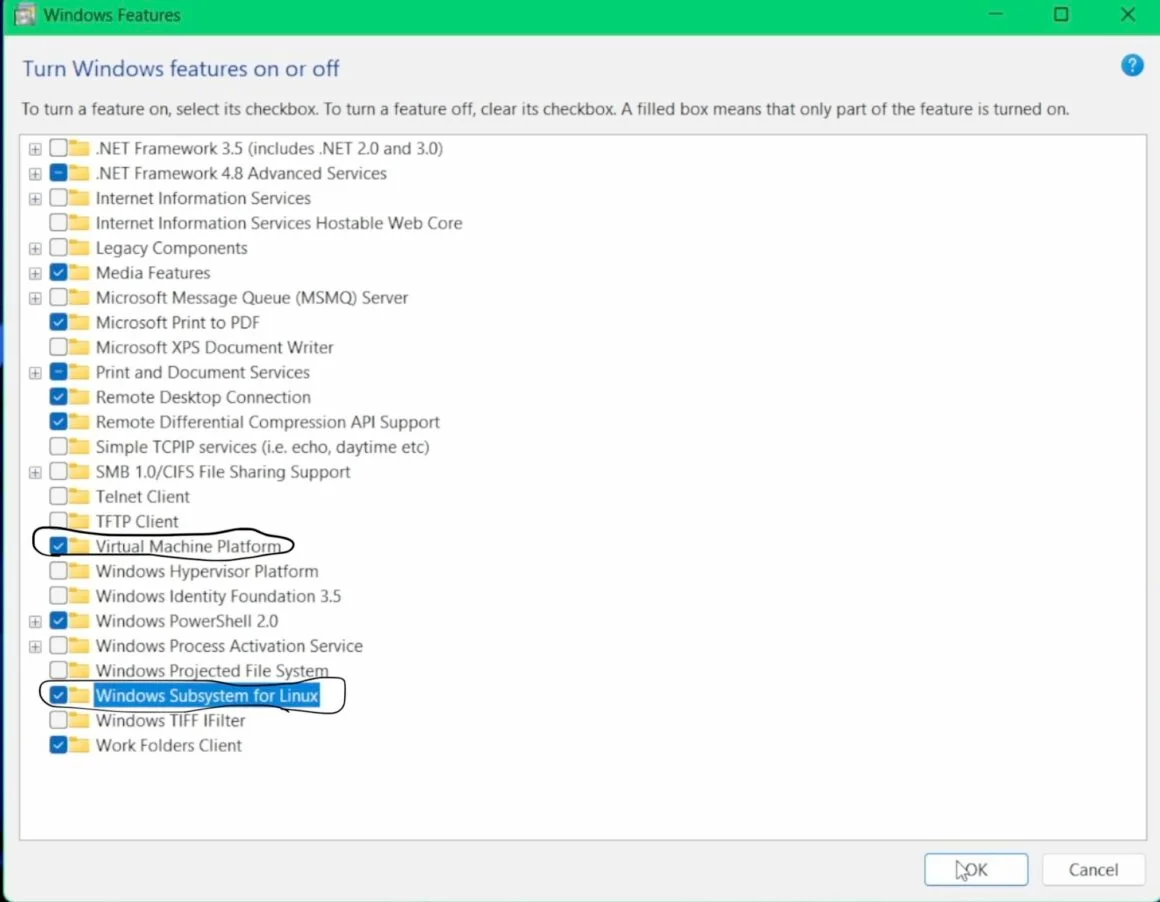 Windows Features
Turn Windows features on or off
To turn a feature on, select its checkbox. To turn a feature off, clear its checkbox. A filled box means that only part of the feature is turned on.
.NET Framework 3.5 (includes .NET 2.0 and 3.0)
.NET Framework 4.8 Advanced Services
Internet Information Services
Internet Information Services Hostable Web Core
Legacy Components
Media Features
Microsoft Message Queue (MSMQ) Server
Microsoft Print to PDF
Microsoft XPS Document Writer
Print and Document Services
Remote Desktop Connection
Remote Differential Compression API Support
Simple TCPIP services (i.e. echo, daytime etc)
SMB 1.0/CIFS File Sharing Support
Telnet Client
TFTP Client
Virtual Machine Platform
Windows Hypervisor Platform
Windows Identity Foundation 3.5
Windows PowerShell 2.0
Windows Process Activation Service
Windows Projected File System
Windows Subsystem for Linux
Windows TIFF IFilter
Work Folders Client
OK Cancel